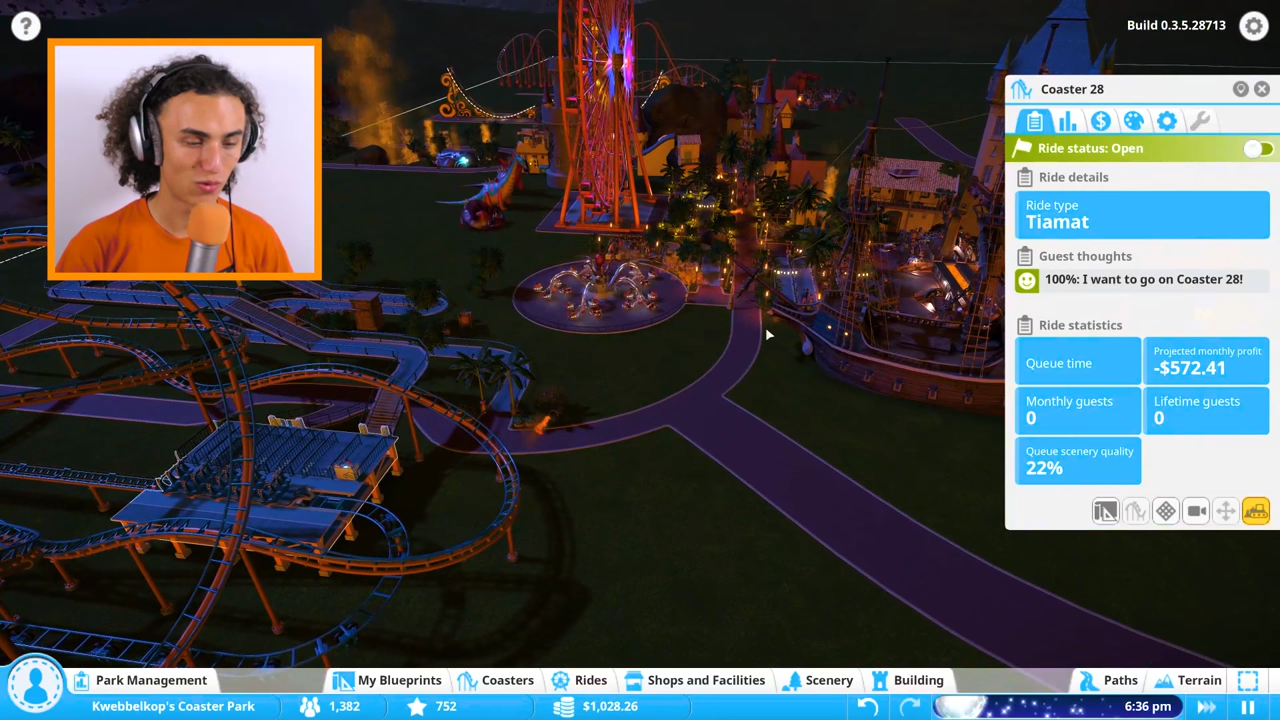 ?
Build 0.3.5.28713
Coaster 28
Ride status: Open
Ride details
Ride type
Tiamat
Guest thoughts
100%: I want to go on Coaster 28!
Ride statistics
Queue time
Projected monthly profit
-$572.41
Monthly guests
0
Lifetime guests
0
Queue scenery quality
22%
Park Management
My Blueprints
Coasters
Rides
Shops and Facilities
Scenery
Building
Paths
Terrain
Kwebbelkop's Coaster Park
1,382
752
$1,028.26
6:36 pm